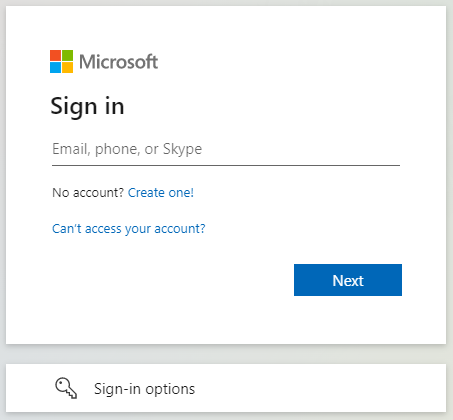 Microsoft
Sign in
Email, phone, or Skype
No account? Create one!
Can't access your account?
Next
Sign-in options